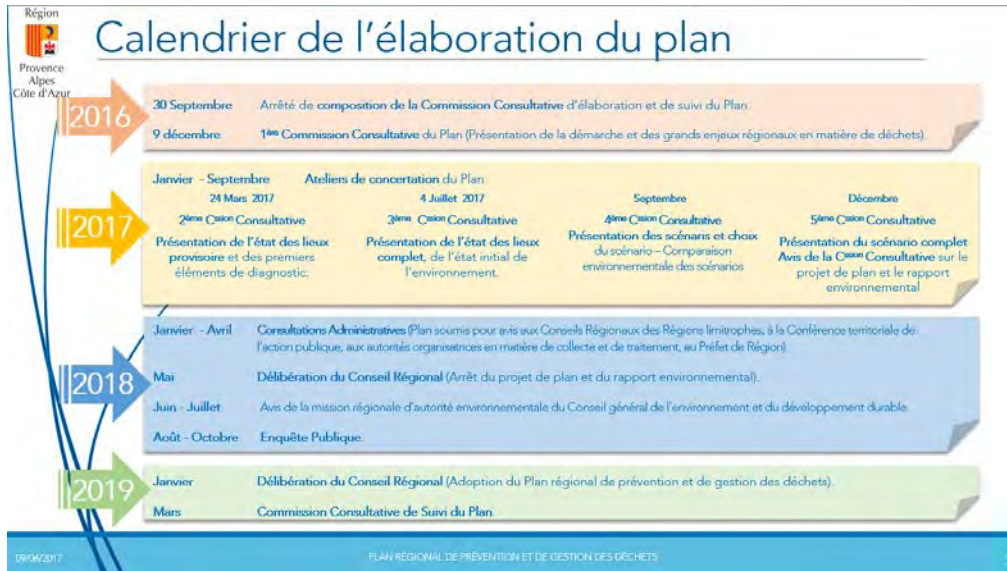 Région
Provence
Alpes
Côte d'Azur
Calendrier de l'élaboration du plan
2016
30 Septembre Arrêté de composition de la Commission Consultative d'élaboration et de suivi du Plan.
9 décembre 1ère Commission Consultative du Plan (Présentation de la démarche et des grands enjeux régionaux en matière de déchets).
2017
Janvier - Septembre Ateliers de concertation du Plan.
24 Mars 2017
2ème Cssion Consultative
Présentation de l'état des lieux
provisoire et des premiers
éléments de diagnostic.
4 Juillet 2017
3ème Cssion Consultative
Présentation de l'état des lieux
complet, de l'état initial de
l'environnement.
Septembre
4ème Cssion Consultative
Présentation des scénaris et choix
du scénario – Comparaison
environnementale des scénarios
Décembre
5ème Cssion Consultative
Présentation du scénario complet
Avis de la Cssion Consultative sur le
projet de plan et le rapport
environnemental
2018
Janvier - Avril Consultations Administratives (Plan soumis pour avis aux Conseils Régionaux des Régions limitrophes, à la Conférence territoriale de
l'action publique, aux autorités organisatrices en matière de collecte et de traitement, au Préfet de Région)
Mai Délibération du Conseil Régional (Arrêt du projet de plan et du rapport environnemental).
Juin - Juillet Avis de la mission régionale d'autorité environnementale du Conseil général de l'environnement et du développement durable.
Août - Octobre Enquête Publique.
2019
Janvier Délibération du Conseil Régional (Adoption du Plan régional de prévention et de gestion des déchets).
Mars Commission Consultative de Suivi du Plan.
09/06/2017
PLAN RÉGIONAL DE PRÉVENTION ET DE GESTION DES DÉCHETS